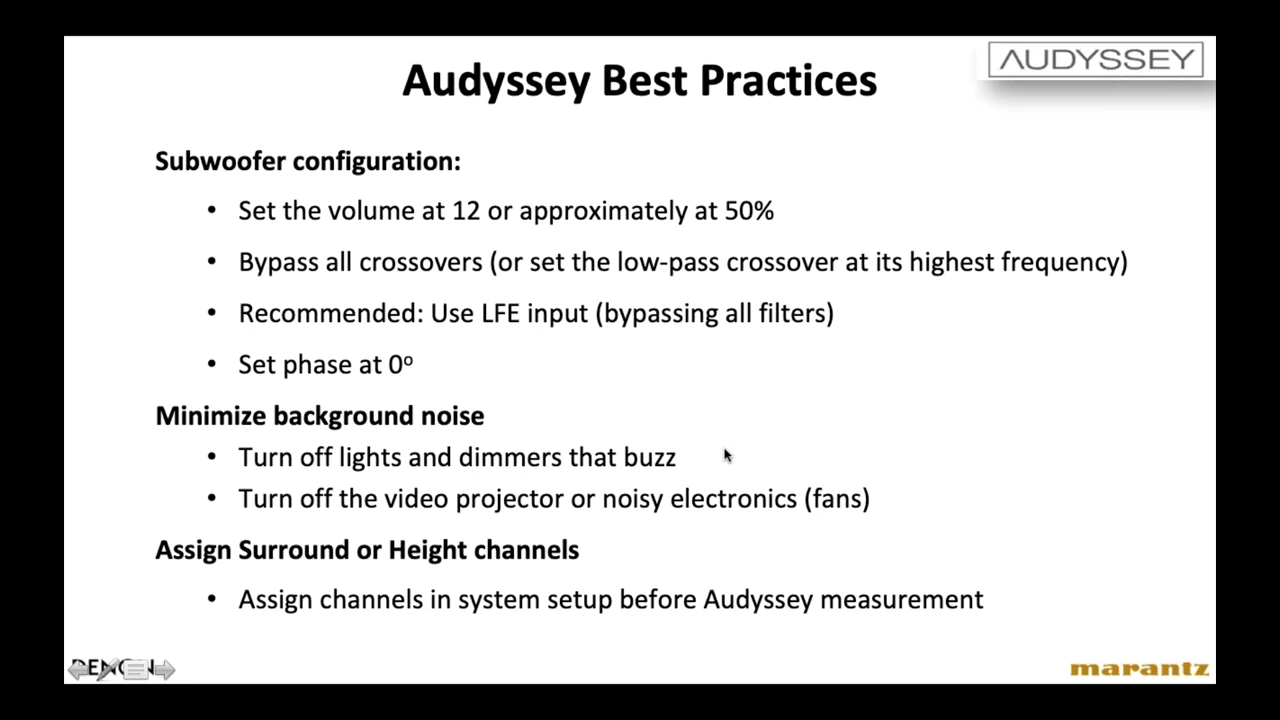 AUDYSSEY
Audyssey Best Practices
Subwoofer configuration:
• Set the volume at 12 or approximately at 50%
• Bypass all crossovers (or set the low-pass crossover at its highest frequency)
• Recommended: Use LFE input (bypassing all filters)
• Set phase at 0º
Minimize background noise
• Turn off lights and dimmers that buzz
• Turn off the video projector or noisy electronics (fans)
Assign Surround or Height channels
• Assign channels in system setup before Audyssey measurement
DENON
marantz